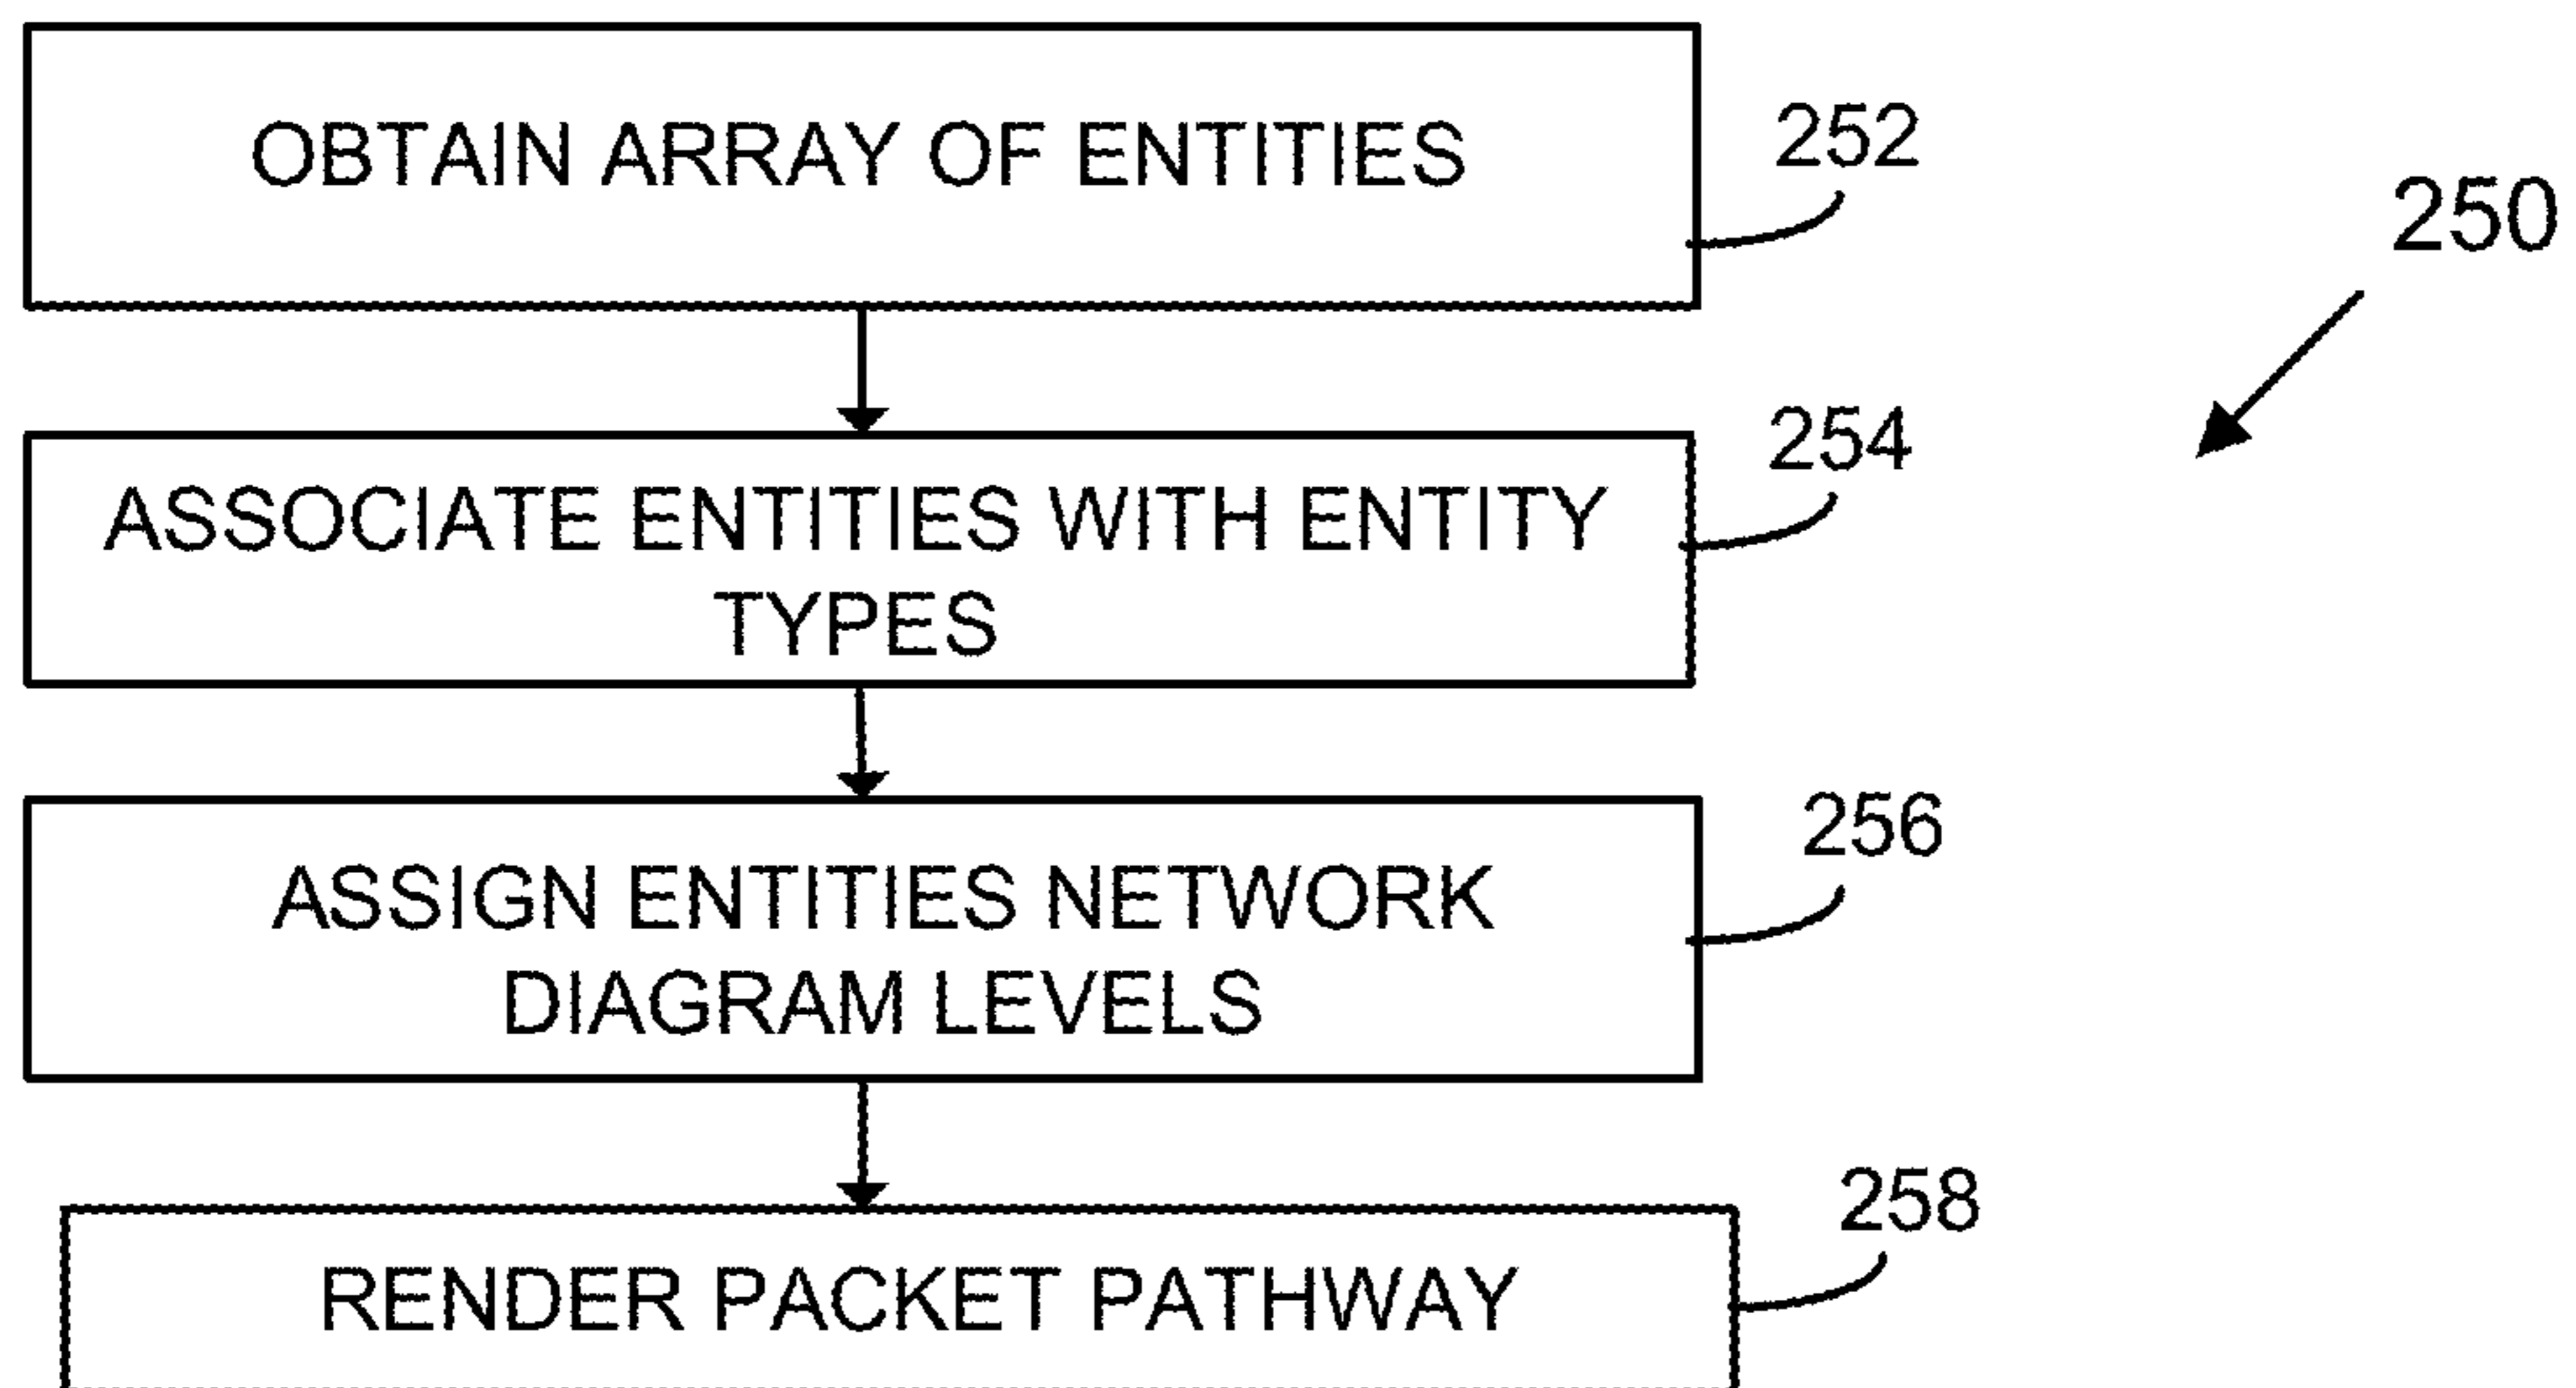 OBTAIN ARRAY OF ENTITIES
252
250
ASSOCIATE ENTITIES WITH ENTITY
TYPES
254
ASSIGN ENTITIES NETWORK
DIAGRAM LEVELS
256
RENDER PACKET PATHWAY
258